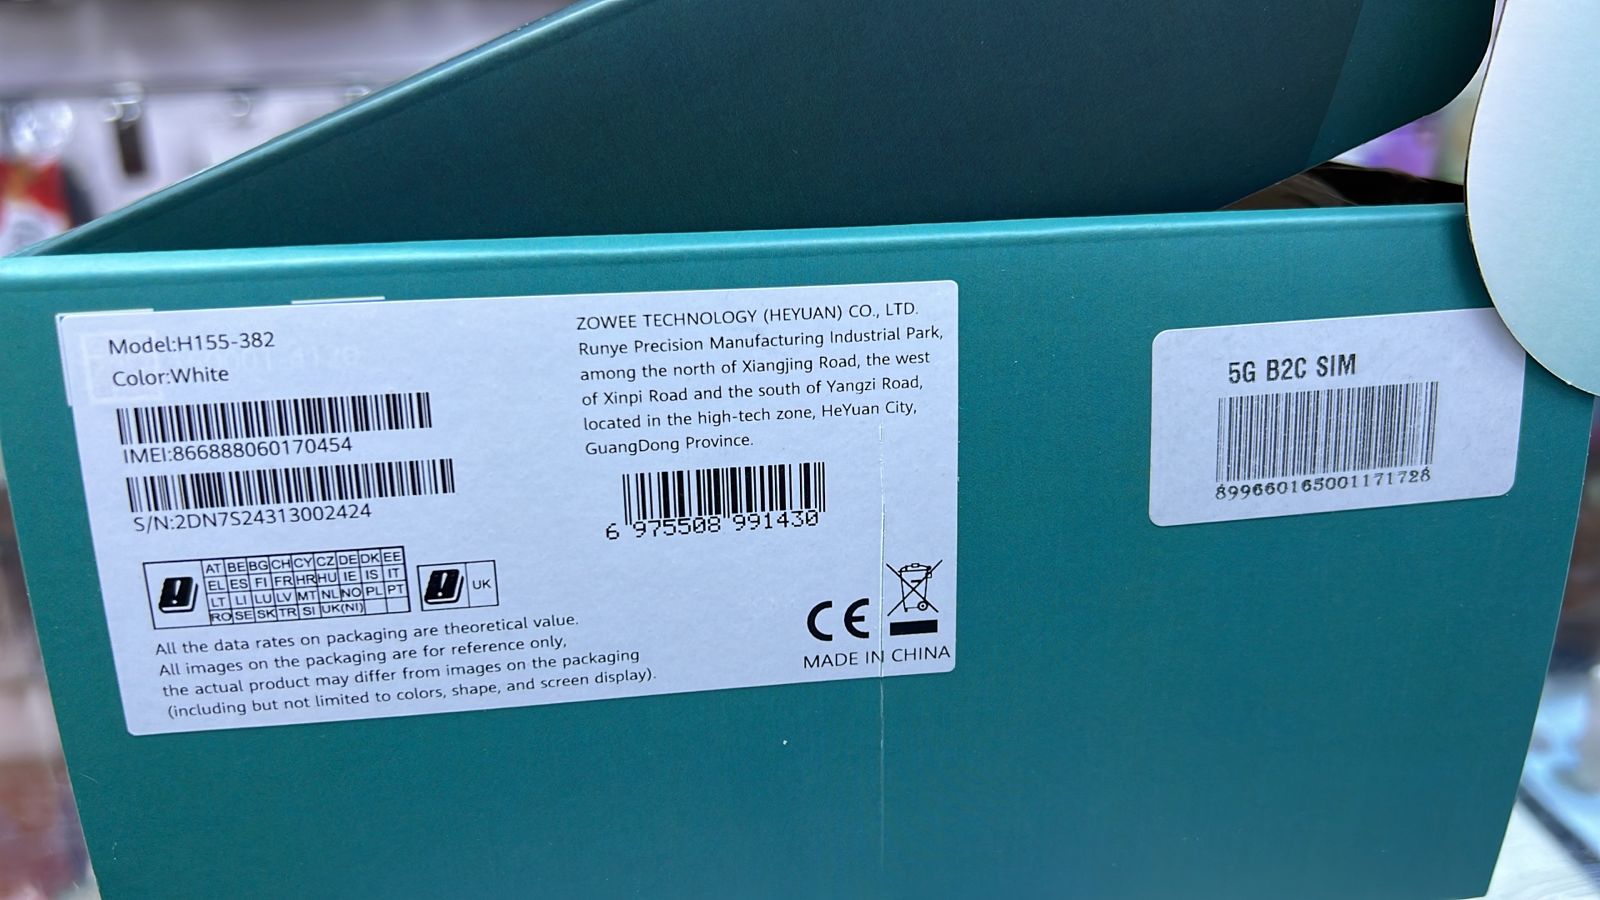 Model:H155-382
Color:White
IMEI:866888060170454
S/N:2DN7S24313002424
ZOWEE TECHNOLOGY (HEYUAN) CO., LTD.
Runye Precision Manufacturing Industrial Park,
among the north of Xiangjing Road, the west
of Xinpi Road and the south of Yangzi Road,
located in the high-tech zone, HeYuan City,
GuangDong Province.
6 975508 991430
AT BE BG CH CY CZ DE DK EE
EL ES FI FR HR HU IE IS IT
LT LI LU LV MT NL NO PL PT
RO SE SK TR SI UK(NI)
UK
All the data rates on packaging are theoretical value.
All images on the packaging are for reference only,
the actual product may differ from images on the packaging
(including but not limited to colors, shape, and screen display).
CE
MADE IN CHINA
5G B2C SIM
899660165001171728